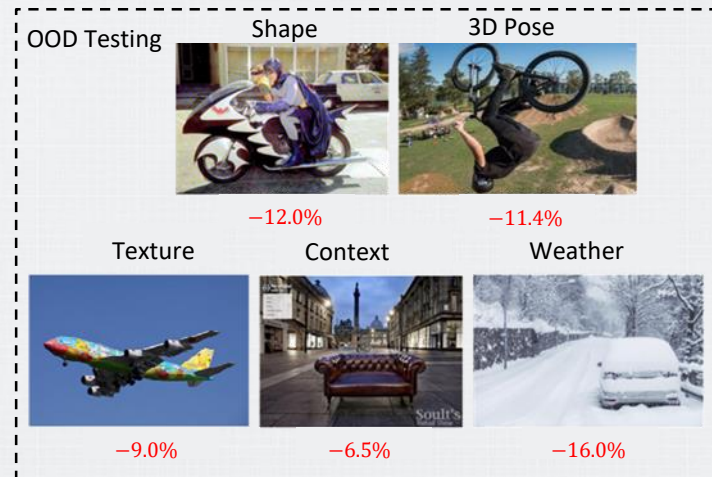 OOD Testing
Shape
3D Pose
−12.0%
−11.4%
Texture
Context
Weather
Soult's
−9.0%
−6.5%
−16.0%